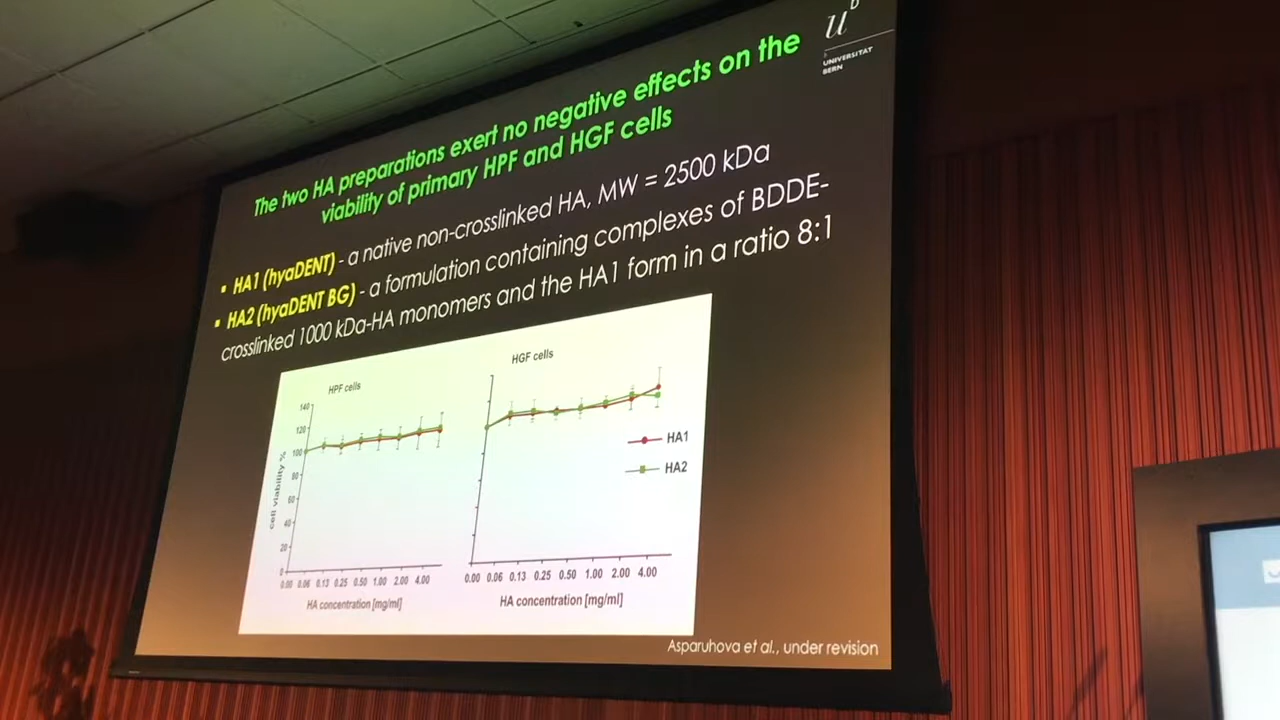 u^b
UNIVERSITÄT
BERN
The two HA preparations exert no negative effects on the
viability of primary HPF and HGF cells
▪ HA1 (hyaDENT) - a native non-crosslinked HA, MW = 2500 kDa
▪ HA2 (hyaDENT BG) - a formulation containing complexes of BDDE-
crosslinked 1000 kDa-HA monomers and the HA1 form in a ratio 8:1
HPF cells
140
120
100
80
60
40
20
0
cell viability %
0.00 0.06 0.13 0.25 0.50 1.00 2.00 4.00
HA concentration [mg/ml]
HGF cells
HA1
HA2
0.00 0.06 0.13 0.25 0.50 1.00 2.00 4.00
HA concentration [mg/ml]
Asparuhova et al., under revision